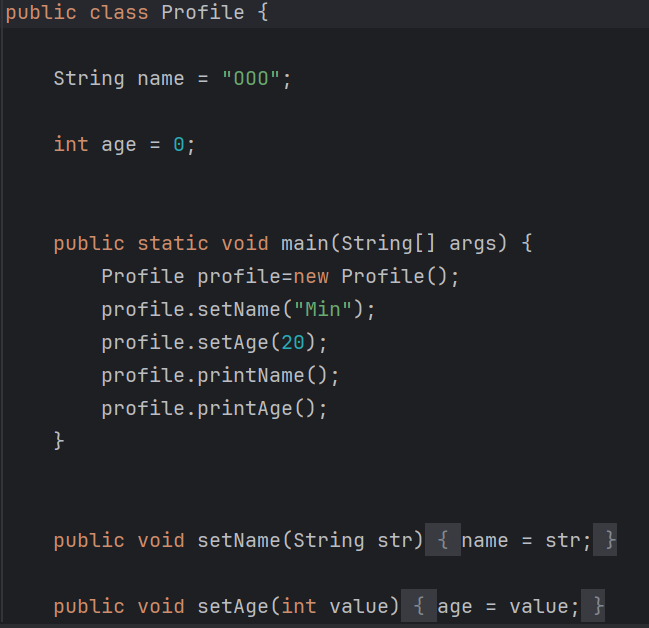 public class Profile {
String name = "OOO";
int age = 0;
public static void main(String[] args) {
Profile profile=new Profile();
profile.setName("Min");
profile.setAge(20);
profile.printName();
profile.printAge();
}
public void setName(String str) { name = str; }
public void setAge(int value) { age = value; }